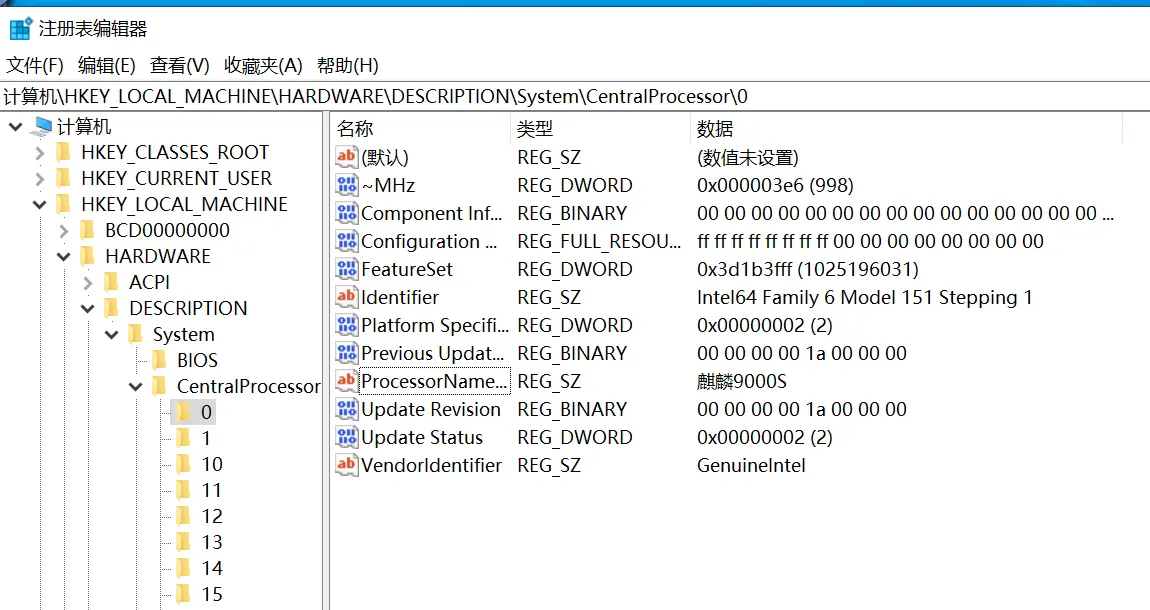 注册表编辑器
文件(F) 编辑(E) 查看(V) 收藏夹(A) 帮助(H)
计算机\HKEY_LOCAL_MACHINE\HARDWARE\DESCRIPTION\System\CentralProcessor\0
计算机
HKEY_CLASSES_ROOT
HKEY_CURRENT_USER
HKEY_LOCAL_MACHINE
BCD00000000
HARDWARE
ACPI
DESCRIPTION
System
BIOS
CentralProcessor
0
1
10
11
12
13
14
15
名称 类型 数据
(默认) REG_SZ (数值未设置)
~MHz REG_DWORD 0x000003e6 (998)
Component Inf... REG_BINARY 00 00 00 00 00 00 00 00 00 00 00 00 00 00 00 ...
Configuration ... REG_FULL_RESOU... ff ff ff ff ff ff ff ff 00 00 00 00 00 00 00 00
FeatureSet REG_DWORD 0x3d1b3fff (1025196031)
Identifier REG_SZ Intel64 Family 6 Model 151 Stepping 1
Platform Specifi... REG_DWORD 0x00000002 (2)
Previous Updat... REG_BINARY 00 00 00 00 1a 00 00 00
ProcessorName... REG_SZ 麒麟9000S
Update Revision REG_BINARY 00 00 00 00 1a 00 00 00
Update Status REG_DWORD 0x00000002 (2)
VendorIdentifier REG_SZ GenuineIntel